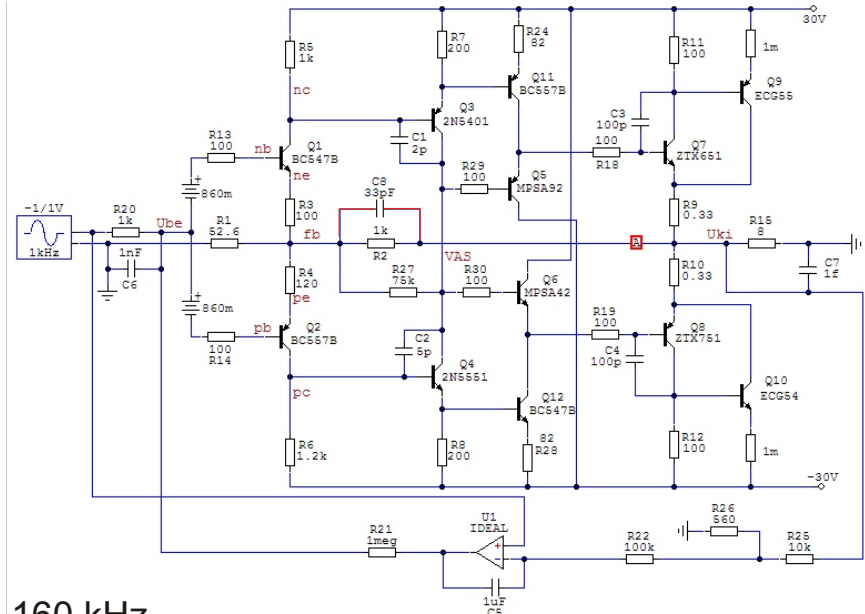 30V
R5
1k
R7
200
R24
82
R11
100
1m
nc
Q11
BC557B
Q9
ECG55
Q3
2N5401
C3
100p
R13
100
nb
Q1
BC547B
C1
2p
100
R18
Q7
ZTX651
R29
100
Q5
MPSA92
ne
860m
C8
33pF
-1/1V
1kHz
R20
1k
Ube
R1
52.6
R3
100
fb
1k
R2
A
R9
0.33
Uki
R15
8
1nF
C6
R4
120
pe
R27
75k
VAS
R30
100
Q6
MPSA42
R10
0.33
C7
1f
860m
pb
Q2
BC557B
100
R14
C2
5p
R19
100
C4
100p
Q8
ZTX751
Q4
2N5551
Q10
ECG54
pc
Q12
BC547B
R6
1.2k
R8
200
82
R28
R12
100
1m
-30V
U1
IDEAL
R26
560
R21
1meg
+
-
R22
100k
R25
10k
1uF
C5
160 kHz